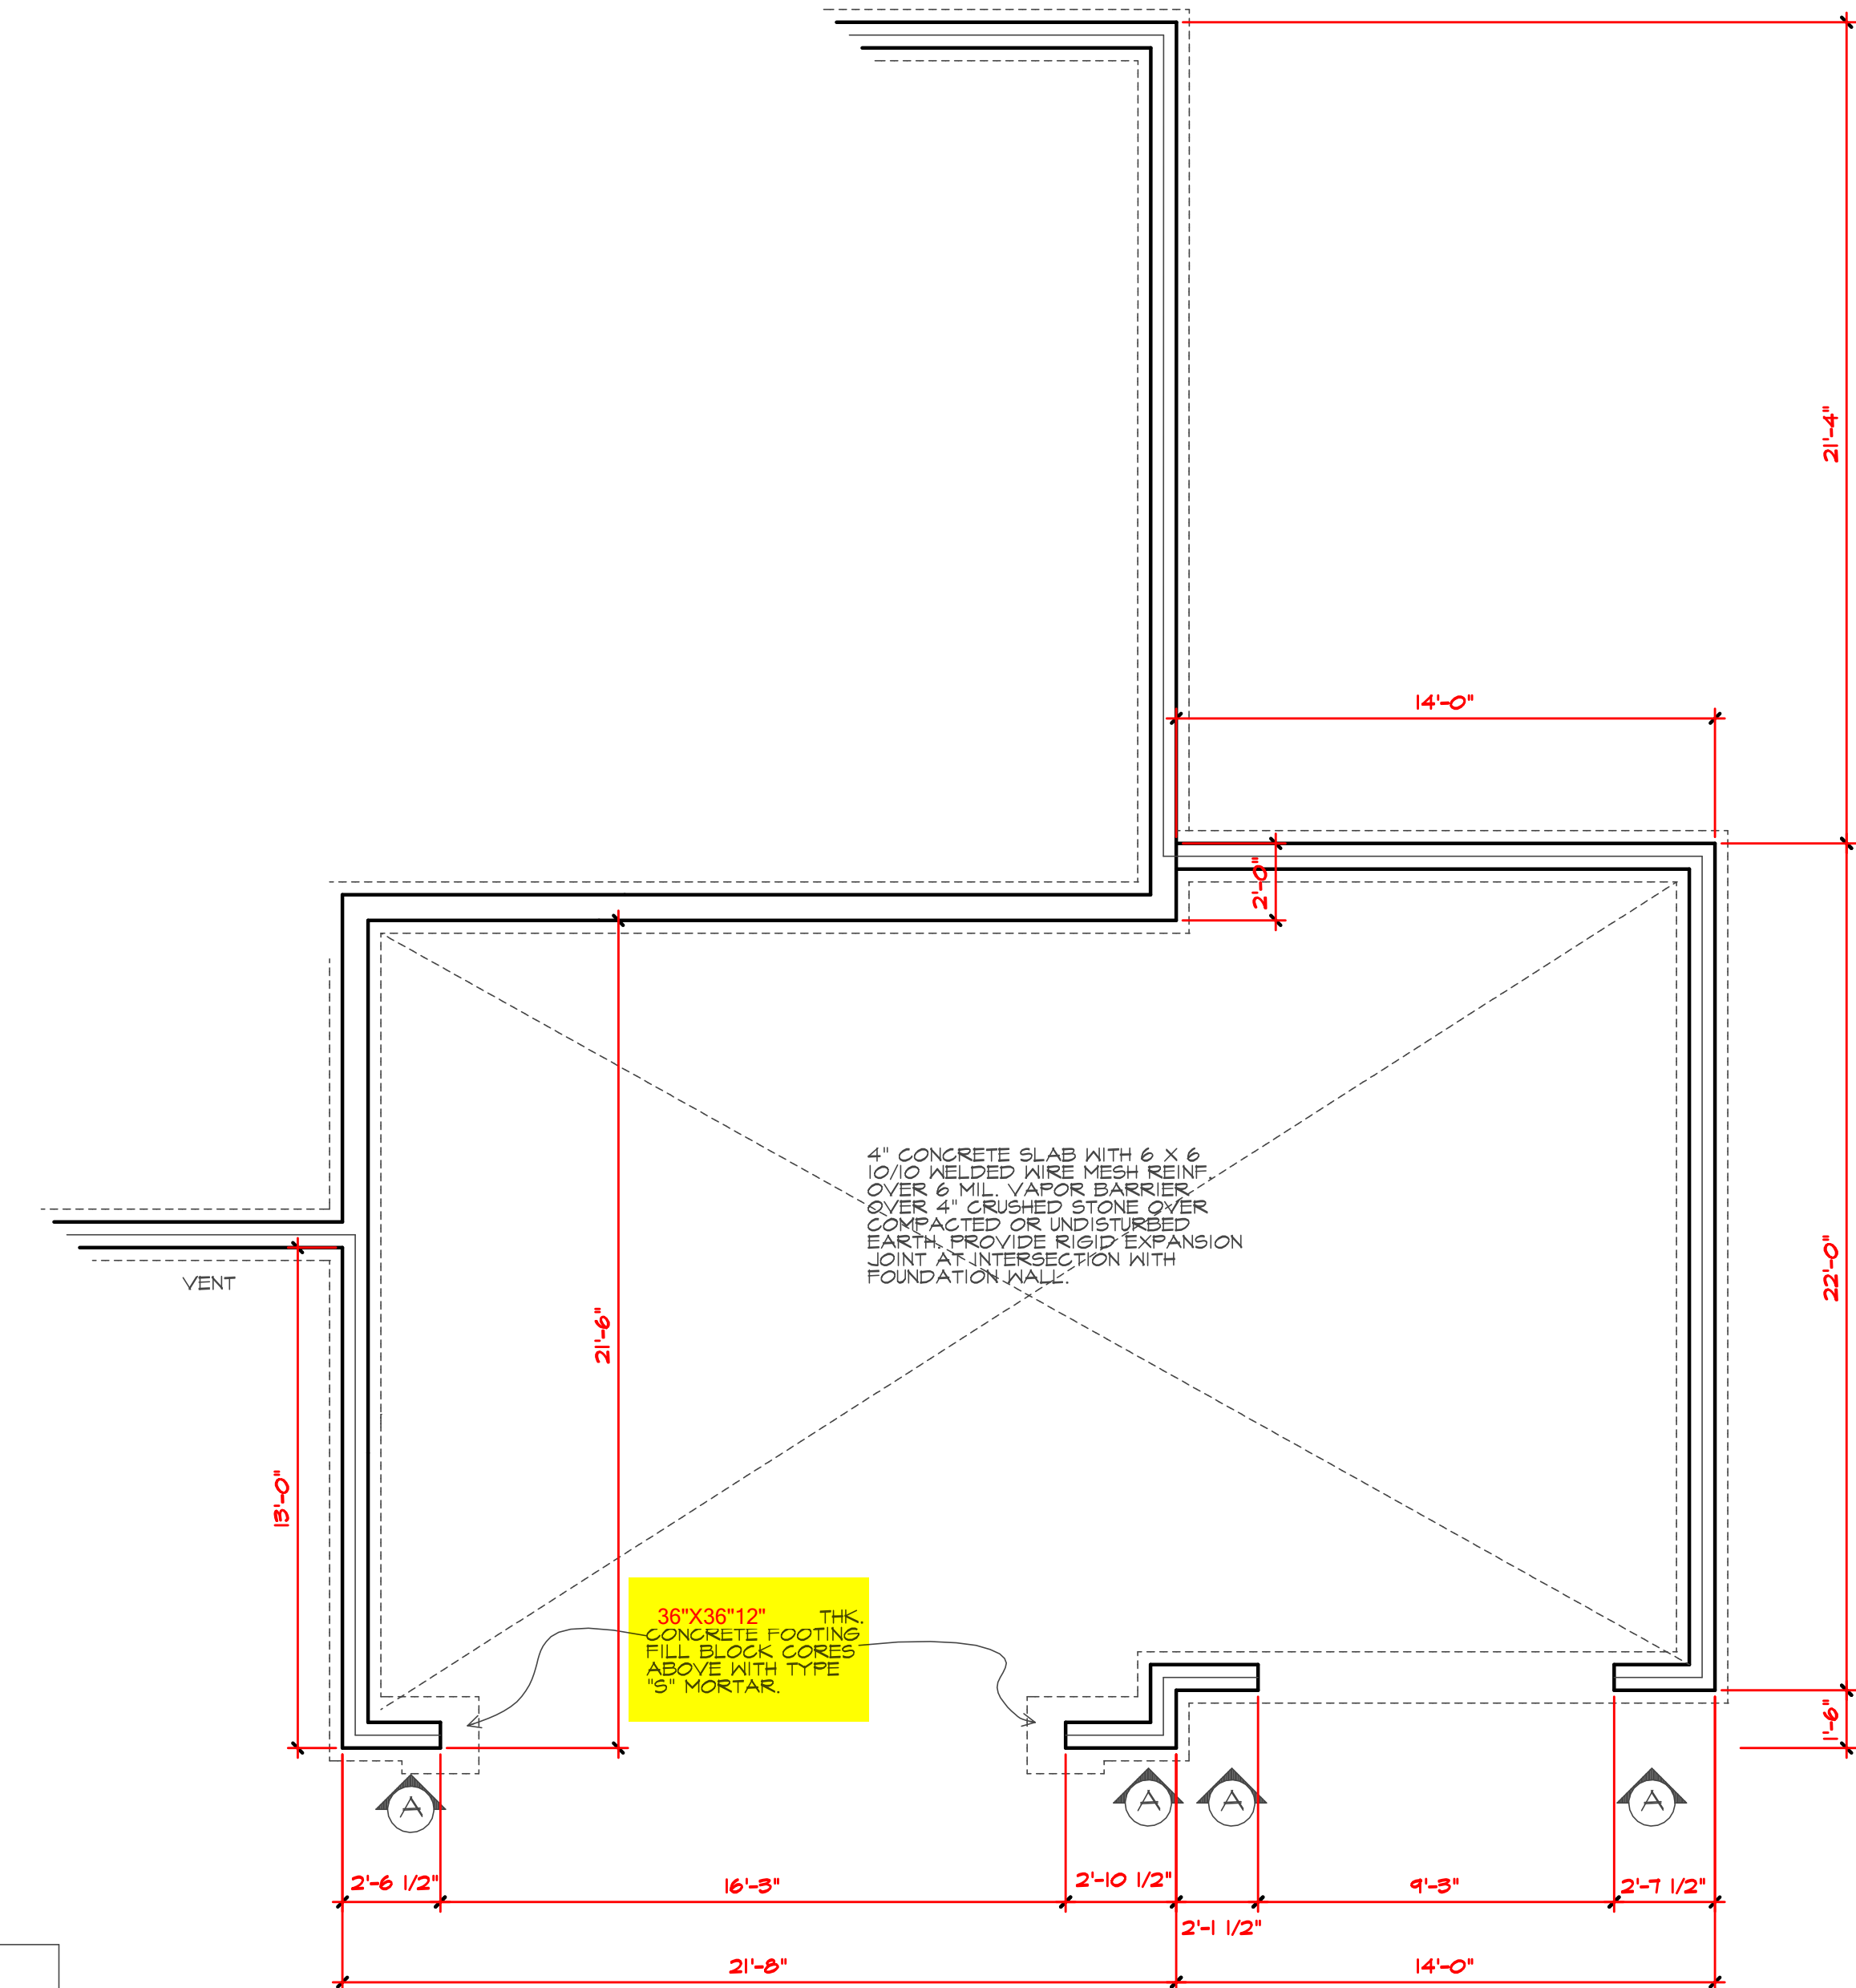 21'-4"
14'-0"
2'-0"
4" CONCRETE SLAB WITH 6 X 6
10/10 WELDED WIRE MESH REINF.
OVER 6 MIL. VAPOR BARRIER
OVER 4" CRUSHED STONE OVER
COMPACTED OR UNDISTURBED
EARTH. PROVIDE RIGID EXPANSION
JOINT AT INTERSECTION WITH
FOUNDATION WALL.
VENT
22'-0"
21'-6"
13'-0"
36"X36"12" THK.
CONCRETE FOOTING
FILL BLOCK CORES
ABOVE WITH TYPE
"S" MORTAR.
1'-6"
A
A
A
A
2'-6 1/2"
16'-3"
2'-10 1/2"
9'-3"
2'-7 1/2"
2'-1 1/2"
21'-8"
14'-0"